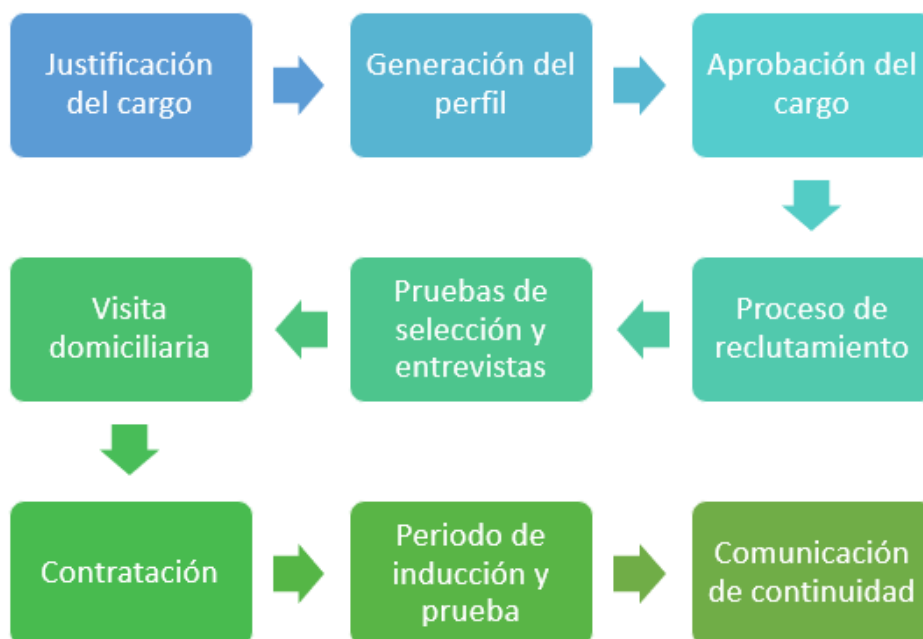 Justificación
del cargo
Generación del
perfil
Aprobación del
cargo
Proceso de
reclutamiento
Pruebas de
selección y
entrevistas
Visita
domiciliaria
Contratación
Periodo de
inducción y
prueba
Comunicación
de continuidad